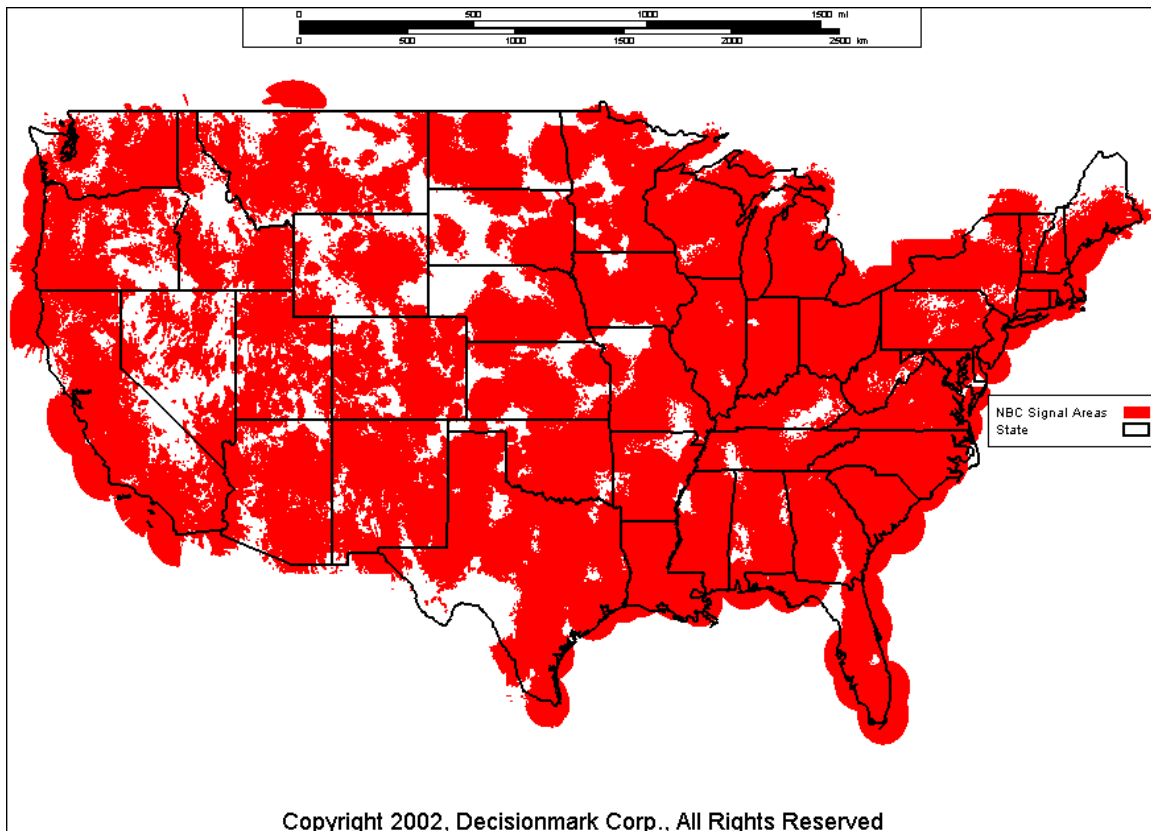 0 500 1000 1500 ml
0 500 1000 1500 2000 2500 km
NBC Signal Areas
State
Copyright 2002, Decisionmark Corp., All Rights Reserved